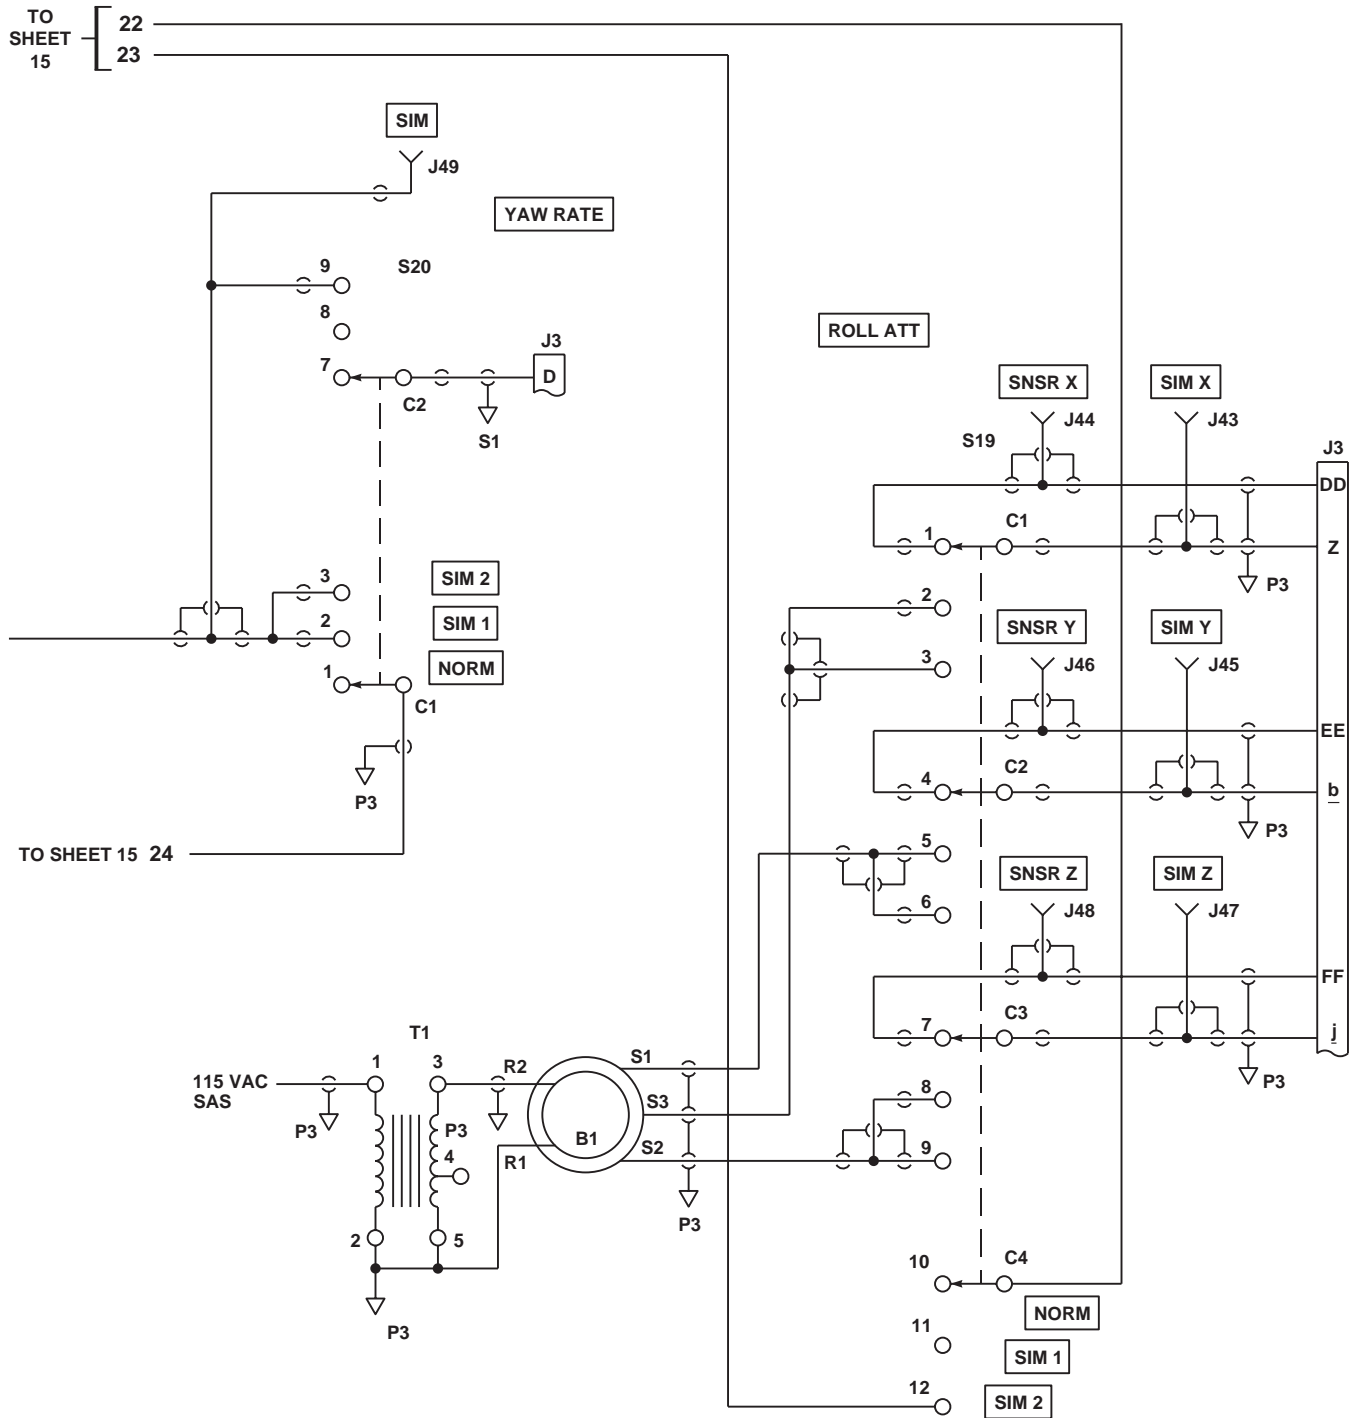 TO
SHEET
15
22
23
SIM
J49
YAW RATE
9
S20
8
7
C2
J3
D
S1
ROLL ATT
SNSR X
SIM X
J44
J43
S19
J3
DD
1
C1
Z
P3
3
SIM 2
2
SIM 1
1
NORM
C1
P3
TO SHEET 15 24
2
SNSR Y
SIM Y
3
J46
J45
EE
4
C2
b
P3
5
SNSR Z
SIM Z
6
J48
J47
FF
7
C3
j
P3
T1
1
3
R2
S1
115 VAC
SAS
P3
P3
4
R1
B1
S3
S2
P3
8
9
2
5
P3
10
C4
NORM
11
SIM 1
12
SIM 2